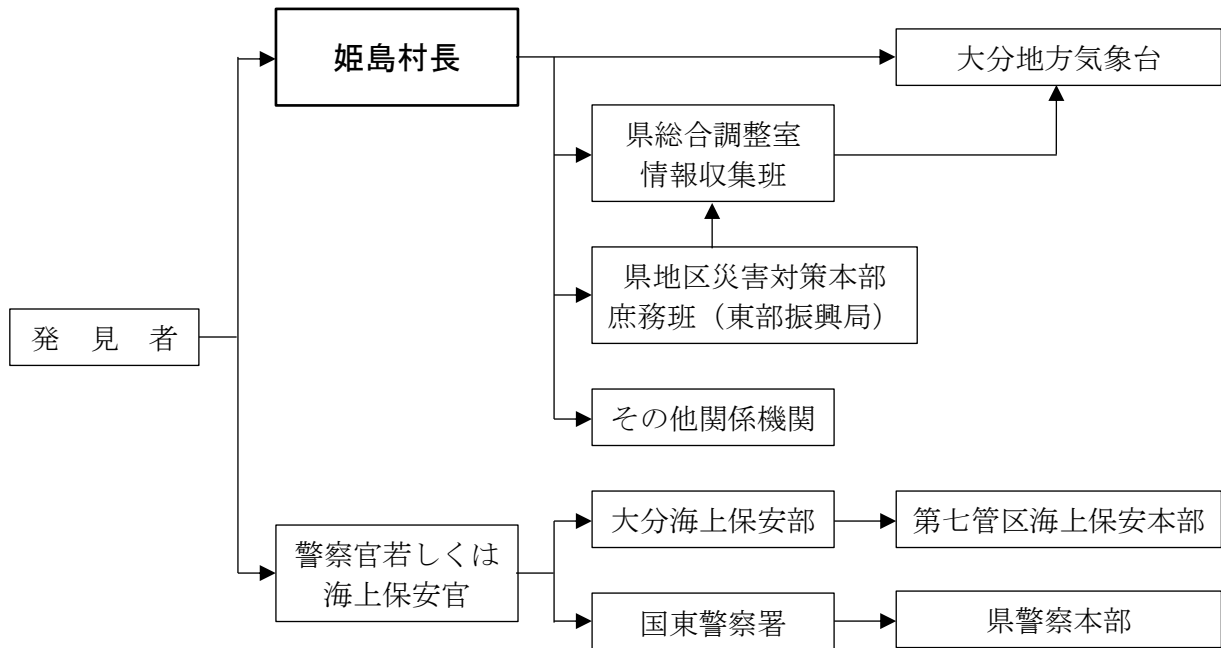 姫島村長
大分地方気象台
県総合調整室
情報収集班
県地区災害対策本部
庶務班（東部振興局）
発　見　者
その他関係機関
大分海上保安部
第七管区海上保安本部
警察官若しくは
海上保安官
国東警察署
県警察本部